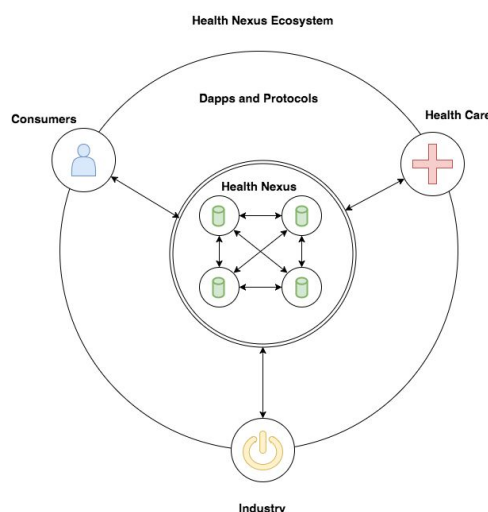 Health Nexus Ecosystem
Dapps and Protocols
Consumers
Health Care
Health Nexus
Industry